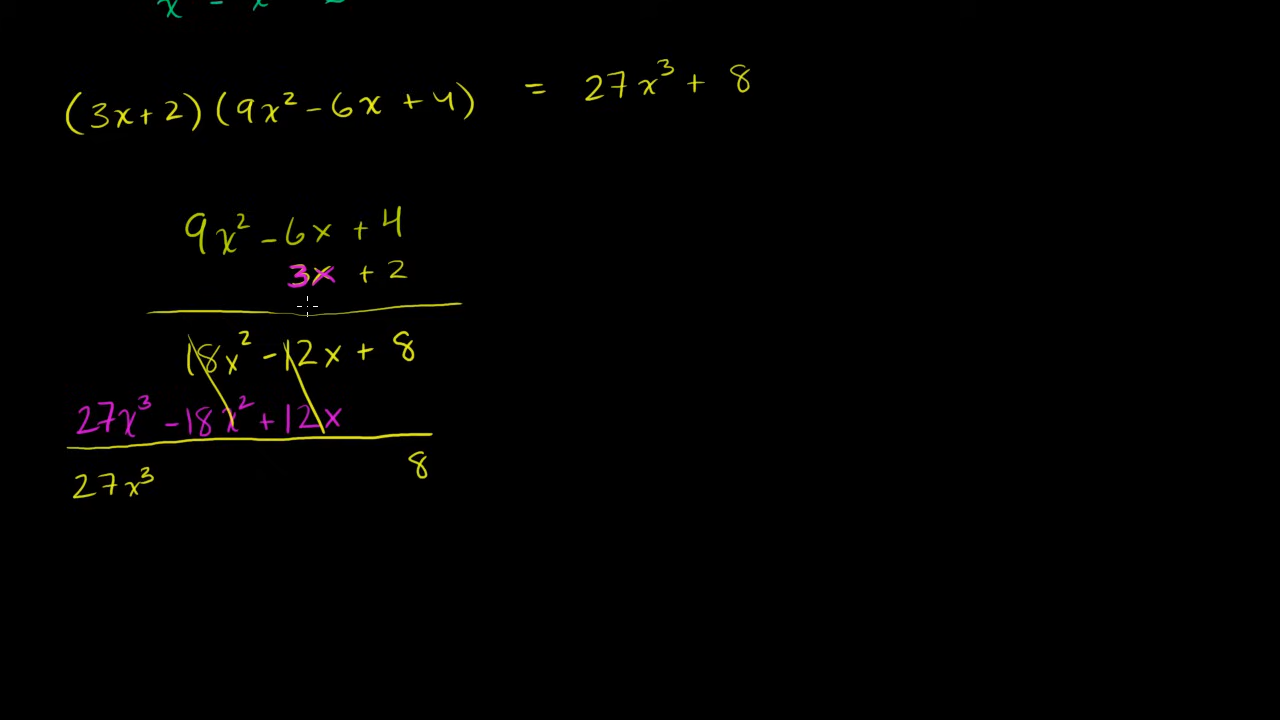 (3x+2)(9x²-6x+4) = 27x³+8
9x²-6x+4
3x+2
18x²-12x+8
27x³-18x²+12x
27x³ 8